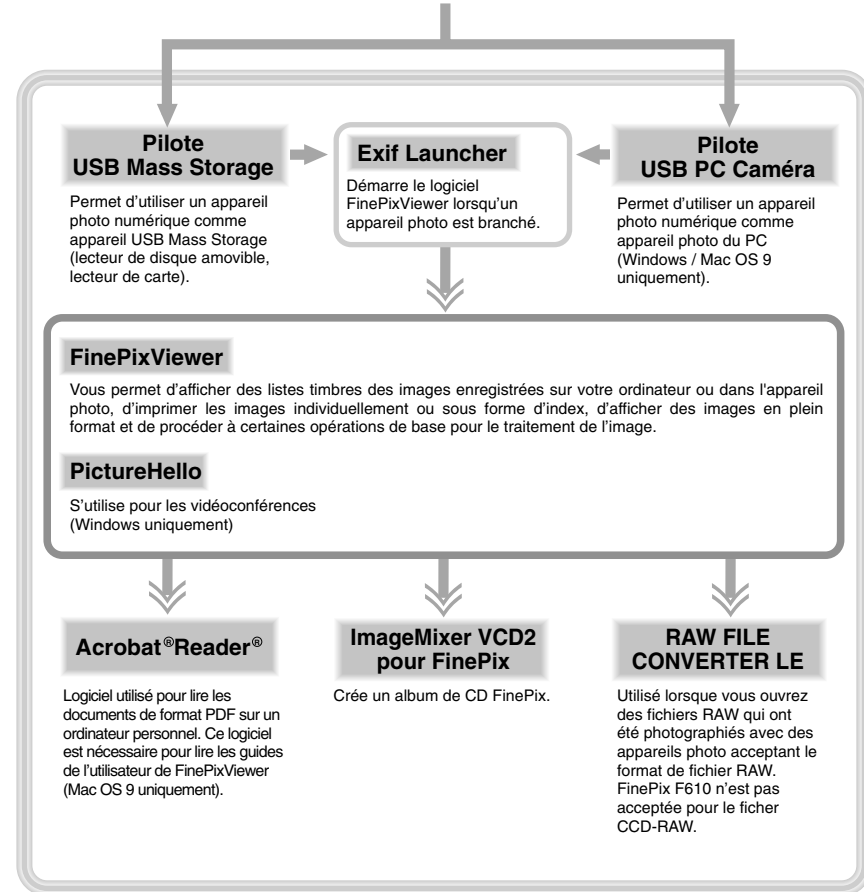 Pilote
USB Mass Storage
Permet d'utiliser un appareil
photo numérique comme
appareil USB Mass Storage
(lecteur de disque amovible,
lecteur de carte).
Exif Launcher
Démarre le logiciel
FinePixViewer lorsqu'un
appareil photo est branché.
Pilote
USB PC Caméra
Permet d'utiliser un appareil
photo numérique comme
appareil photo du PC
(Windows / Mac OS 9
uniquement).
FinePixViewer
Vous permet d'afficher des listes timbres des images enregistrées sur votre ordinateur ou dans l'appareil
photo, d'imprimer les images individuellement ou sous forme d'index, d'afficher des images en plein
format et de procéder à certaines opérations de base pour le traitement de l'image.
PictureHello
S'utilise pour les vidéoconférences
(Windows uniquement)
Acrobat®Reader®
Logiciel utilisé pour lire les
documents de format PDF sur un
ordinateur personnel. Ce logiciel
est nécessaire pour lire les guides
de l'utilisateur de FinePixViewer
(Mac OS 9 uniquement).
ImageMixer VCD2
pour FinePix
Crée un album de CD FinePix.
RAW FILE
CONVERTER LE
Utilisé lorsque vous ouvrez
des fichiers RAW qui ont
été photographiés avec des
appareils photo acceptant le
format de fichier RAW.
FinePix F610 n'est pas
acceptée pour le ficher
CCD-RAW.